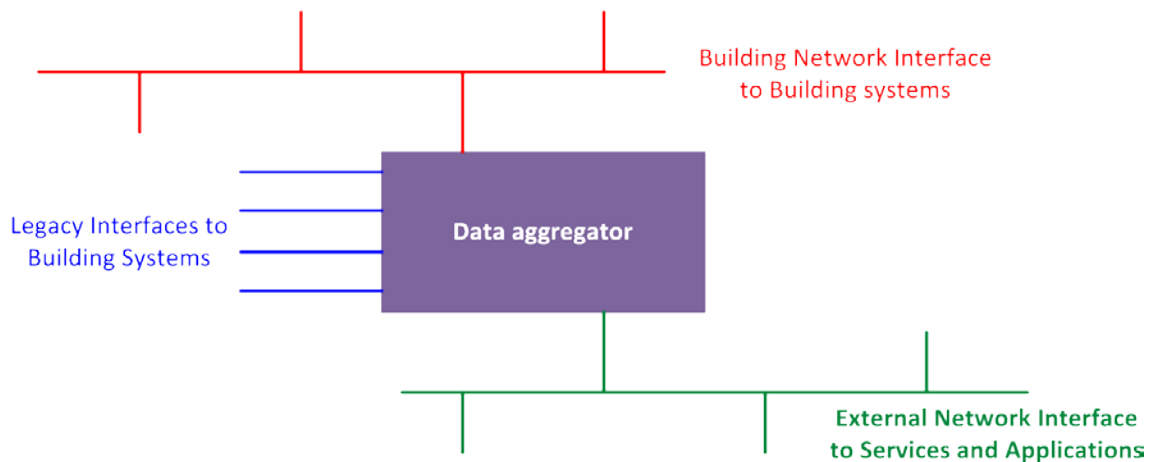 Building Network Interface
to Building systems
Legacy Interfaces to
Building Systems
Data aggregator
External Network Interface
to Services and Applications